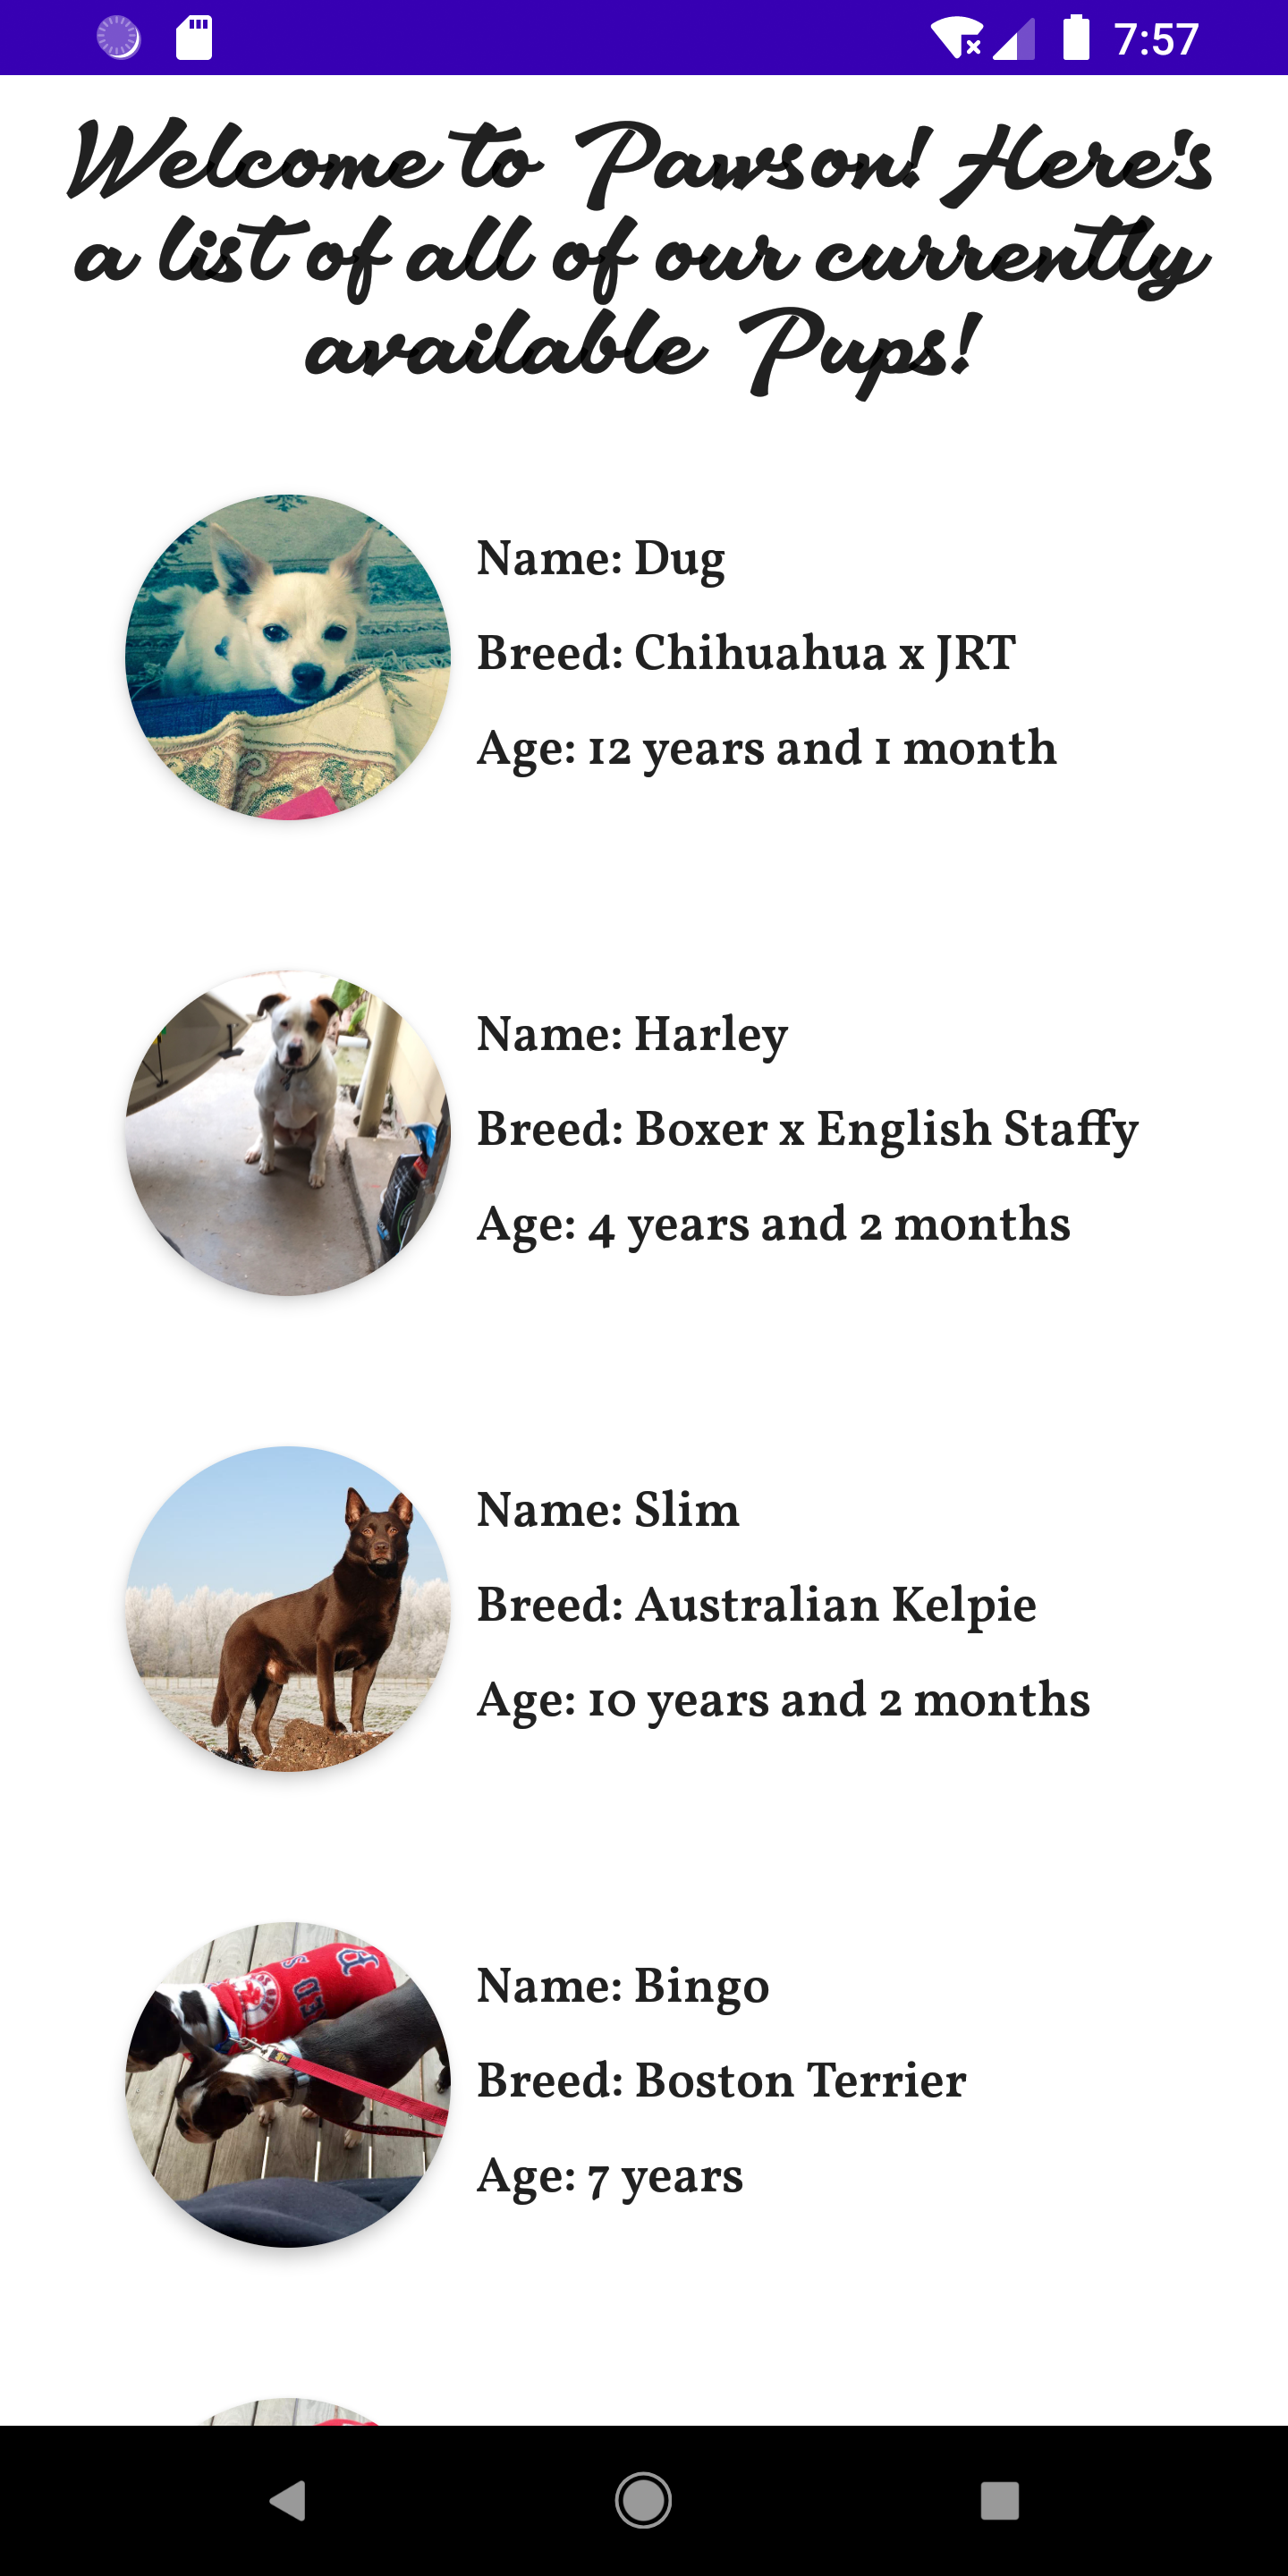 7:57
Welcome to Pawson! Here's
a list of all of our currently
available Pups!
Name: Dug
Breed: Chihuahua x JRT
Age: 12 years and 1 month
Name: Harley
Breed: Boxer x English Staffy
Age: 4 years and 2 months
Name: Slim
Breed: Australian Kelpie
Age: 10 years and 2 months
Name: Bingo
Breed: Boston Terrier
Age: 7 years